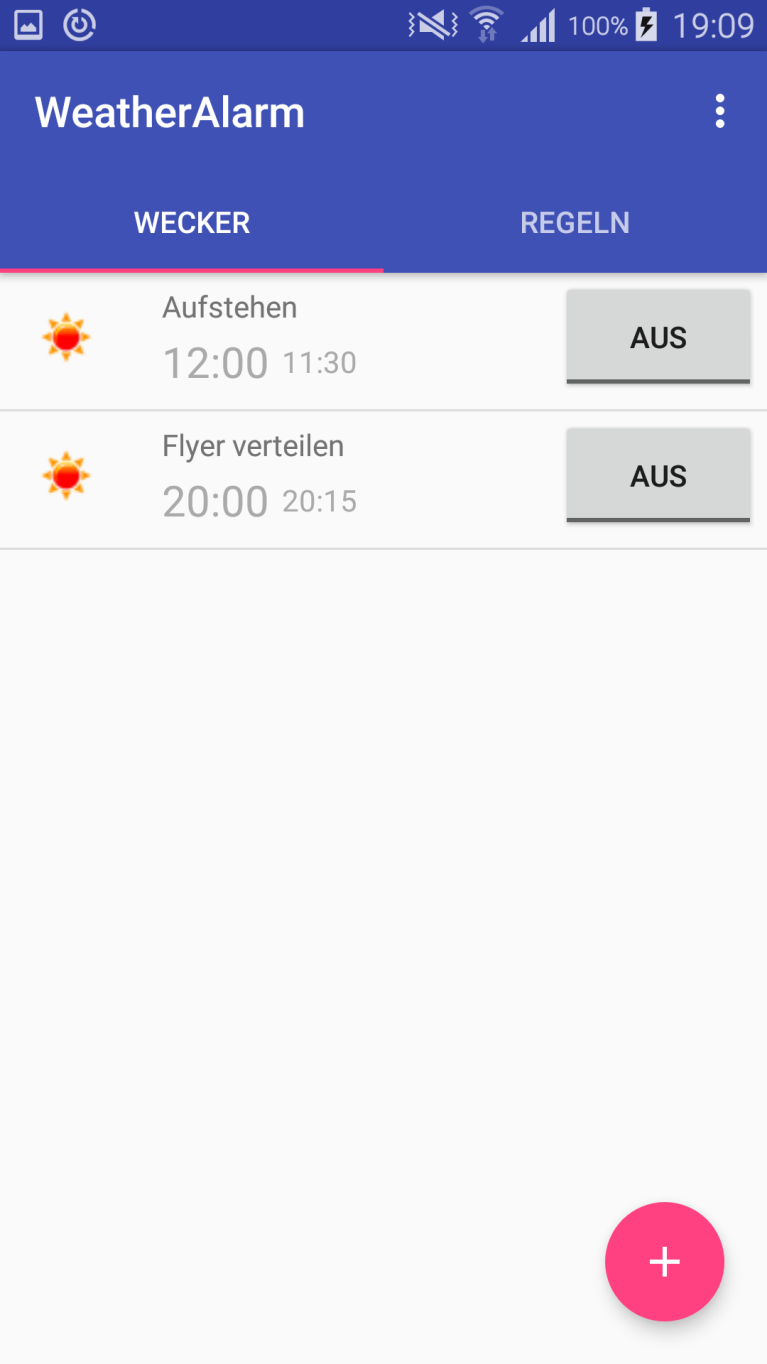 100% 19:09
WeatherAlarm
WECKER REGELN
Aufstehen
12:00 11:30
AUS
Flyer verteilen
20:00 20:15
AUS
+